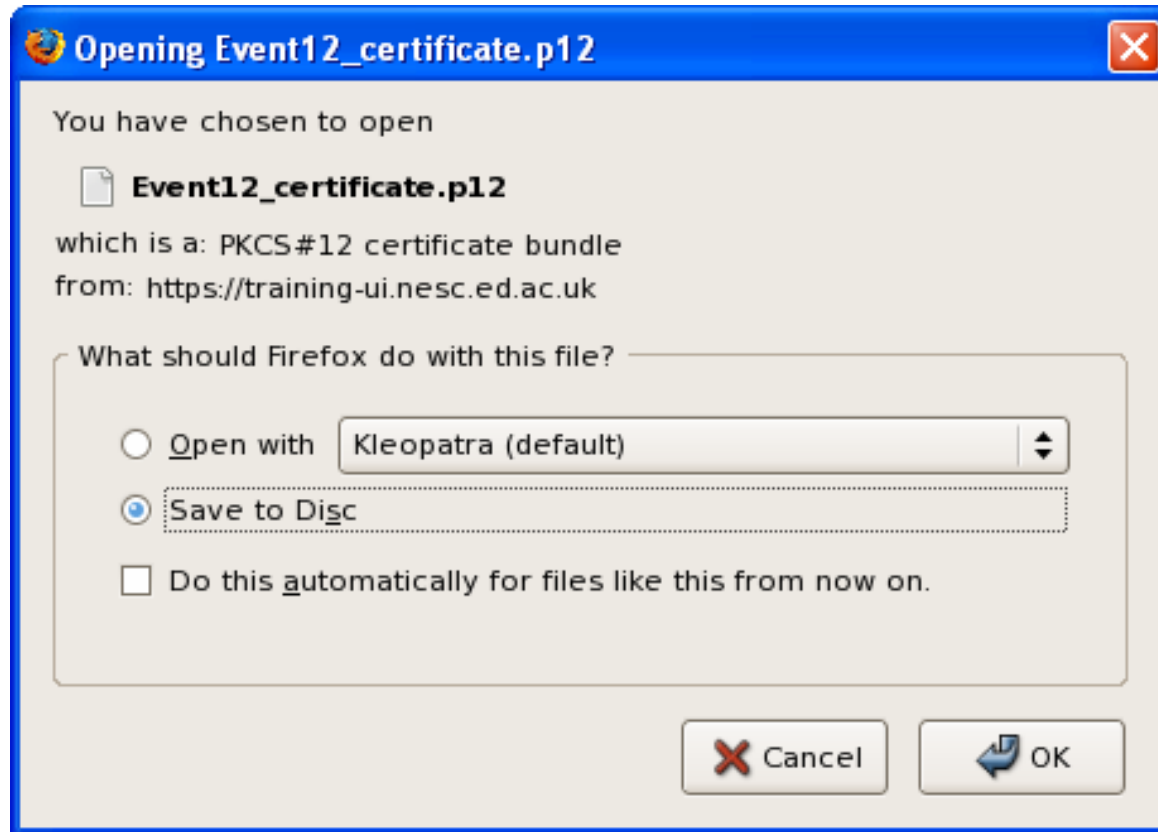 Opening Event12_certificate.p12
You have chosen to open
Event12_certificate.p12
which is a: PKCS#12 certificate bundle
from: https://training-ui.nesc.ed.ac.uk
What should Firefox do with this file?
Open with Kleopatra (default)
Save to Disc
Do this automatically for files like this from now on.
Cancel OK